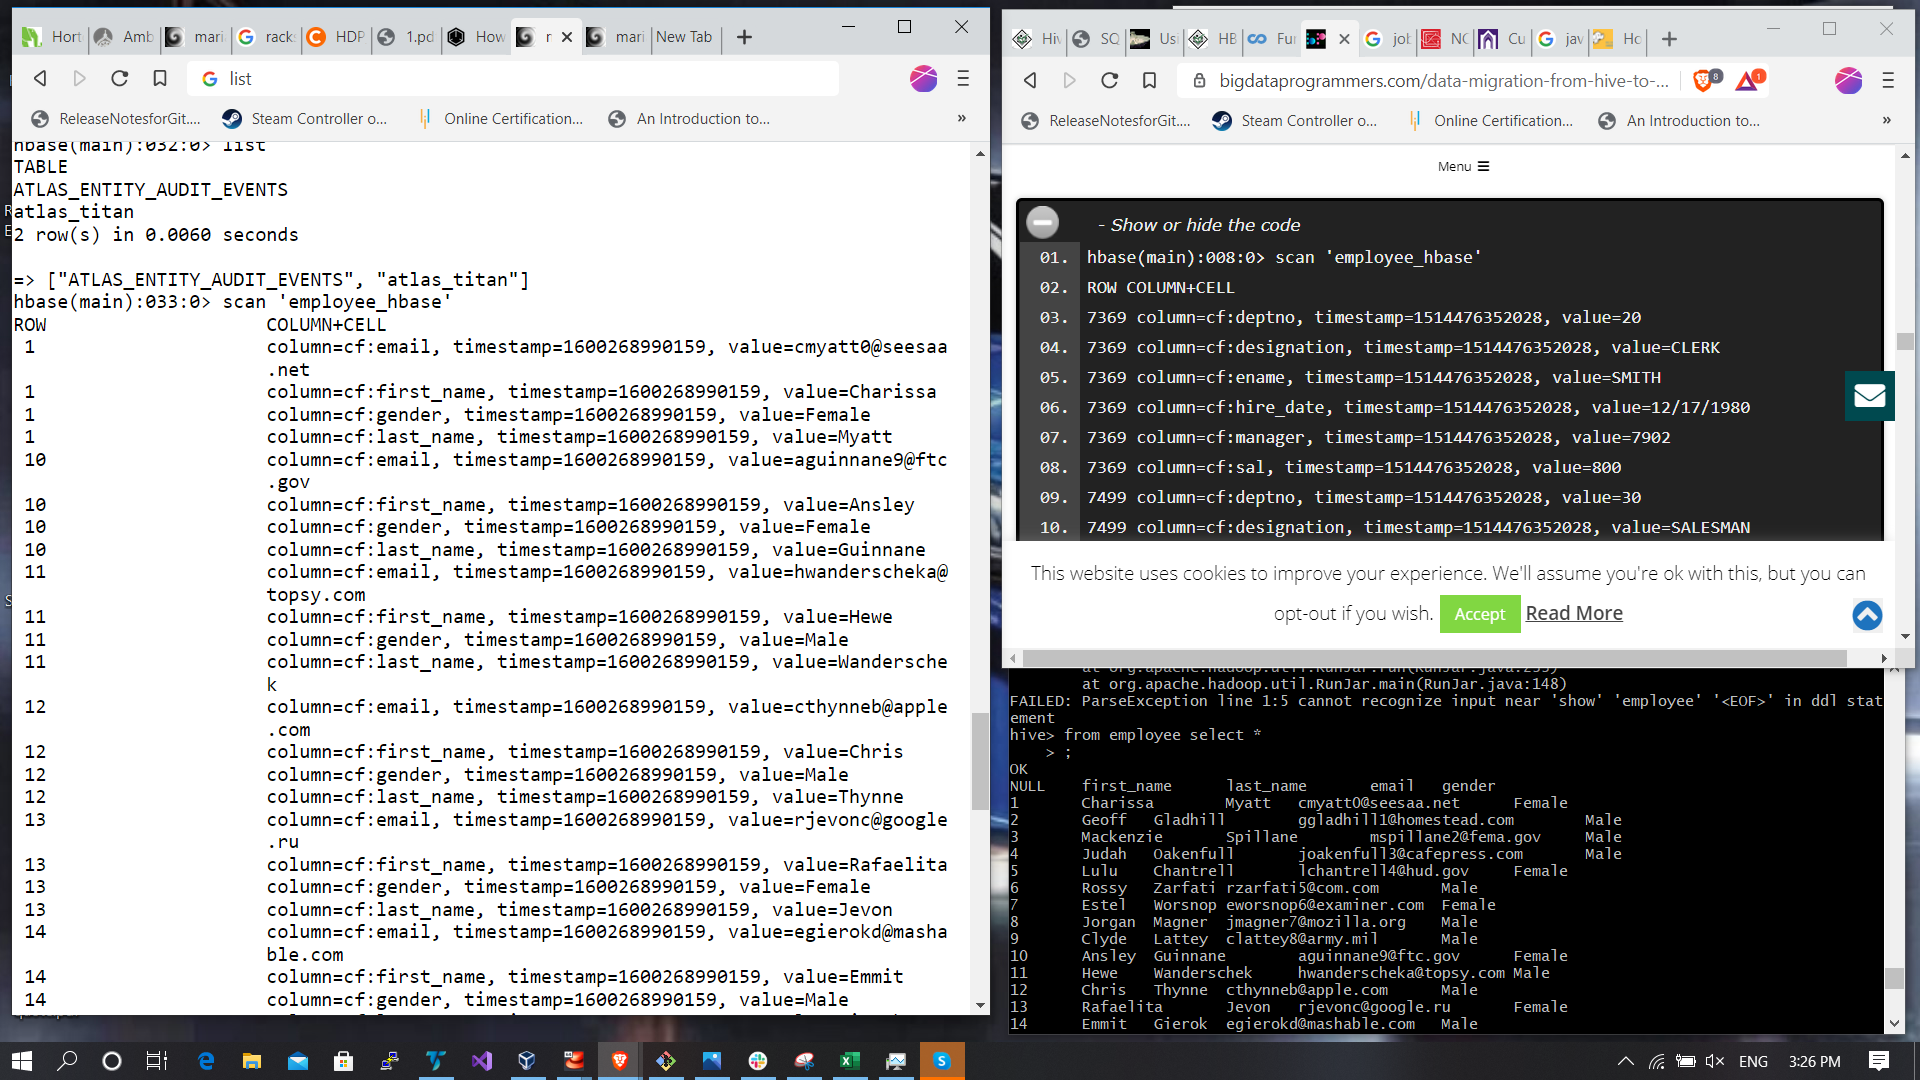 Hort
Amb
mari
rack
HDP
1.pd
How
r
mari
New Tab
list
ReleaseNotesforGit....
Steam Controller o...
Online Certification...
An Introduction to...
»
hbase(main):032:0> list
TABLE
ATLAS_ENTITY_AUDIT_EVENTS
atlas_titan
2 row(s) in 0.0060 seconds
=> ["ATLAS_ENTITY_AUDIT_EVENTS", "atlas_titan"]
hbase(main):033:0> scan 'employee_hbase'
ROW COLUMN+CELL
1 column=cf:email, timestamp=1600268990159, value=cmyatt0@seesaa
.net
1 column=cf:first_name, timestamp=1600268990159, value=Charissa
1 column=cf:gender, timestamp=1600268990159, value=Female
1 column=cf:last_name, timestamp=1600268990159, value=Myatt
10 column=cf:email, timestamp=1600268990159, value=aguinnane9@ftc
.gov
10 column=cf:first_name, timestamp=1600268990159, value=Ansley
10 column=cf:gender, timestamp=1600268990159, value=Female
10 column=cf:last_name, timestamp=1600268990159, value=Guinnane
11 column=cf:email, timestamp=1600268990159, value=hwanderscheka@
topsy.com
11 column=cf:first_name, timestamp=1600268990159, value=Hewe
11 column=cf:gender, timestamp=1600268990159, value=Male
11 column=cf:last_name, timestamp=1600268990159, value=Wandersche
k
12 column=cf:email, timestamp=1600268990159, value=cthynneb@apple
.com
12 column=cf:first_name, timestamp=1600268990159, value=Chris
12 column=cf:gender, timestamp=1600268990159, value=Male
12 column=cf:last_name, timestamp=1600268990159, value=Thynne
13 column=cf:email, timestamp=1600268990159, value=rjevonc@google
.ru
13 column=cf:first_name, timestamp=1600268990159, value=Rafaelita
13 column=cf:gender, timestamp=1600268990159, value=Female
13 column=cf:last_name, timestamp=1600268990159, value=Jevon
14 column=cf:email, timestamp=1600268990159, value=egierokd@masha
ble.com
14 column=cf:first_name, timestamp=1600268990159, value=Emmit
14 column=cf:gender, timestamp=1600268990159, value=Male
Hiv
SQ
Usi
HB
Fur
job
NC
Cu
jav
Ho
bigdataprogrammers.com/data-migration-from-hive-to-...
8
1
ReleaseNotesforGit....
Steam Controller o...
Online Certification...
An Introduction to...
»
Menu
- Show or hide the code
01. hbase(main):008:0> scan 'employee_hbase'
02. ROW COLUMN+CELL
03. 7369 column=cf:deptno, timestamp=1514476352028, value=20
04. 7369 column=cf:designation, timestamp=1514476352028, value=CLERK
05. 7369 column=cf:ename, timestamp=1514476352028, value=SMITH
06. 7369 column=cf:hire_date, timestamp=1514476352028, value=12/17/1980
07. 7369 column=cf:manager, timestamp=1514476352028, value=7902
08. 7369 column=cf:sal, timestamp=1514476352028, value=800
09. 7499 column=cf:deptno, timestamp=1514476352028, value=30
10. 7499 column=cf:designation, timestamp=1514476352028, value=SALESMAN
This website uses cookies to improve your experience. We'll assume you're ok with this, but you can
opt-out if you wish. Accept Read More
at org.apache.hadoop.util.RunJar.main(RunJar.java:148)
FAILED: ParseException line 1:5 cannot recognize input near 'show' 'employee' '<EOF>' in ddl stat
ement
hive> from employee select *
> ;
OK
NULL first_name last_name email gender
1 Charissa Myatt cmyatt0@seesaa.net Female
2 Geoff Gladhill ggladhill1@homestead.com Male
3 Mackenzie Spillane mspillane2@fema.gov Male
4 Judah Oakenfull joakenfull3@cafepress.com Male
5 Lulu Chantrell lchantrell4@hud.gov Female
6 Rossy Zarfati rzarfati5@com.com Male
7 Estel Worsnop eworsnop6@examiner.com Female
8 Jorgan Magner jmagner7@mozilla.org Male
9 Clyde Lattey clattey8@army.mil Male
10 Ansley Guinnane aguinnane9@ftc.gov Female
11 Hewe Wanderschek hwanderscheka@topsy.com Male
12 Chris Thynne cthynneb@apple.com Male
13 Rafaelita Jevon rjevonc@google.ru Female
14 Emmit Gierok egierokd@mashable.com Male
ENG
3:26 PM